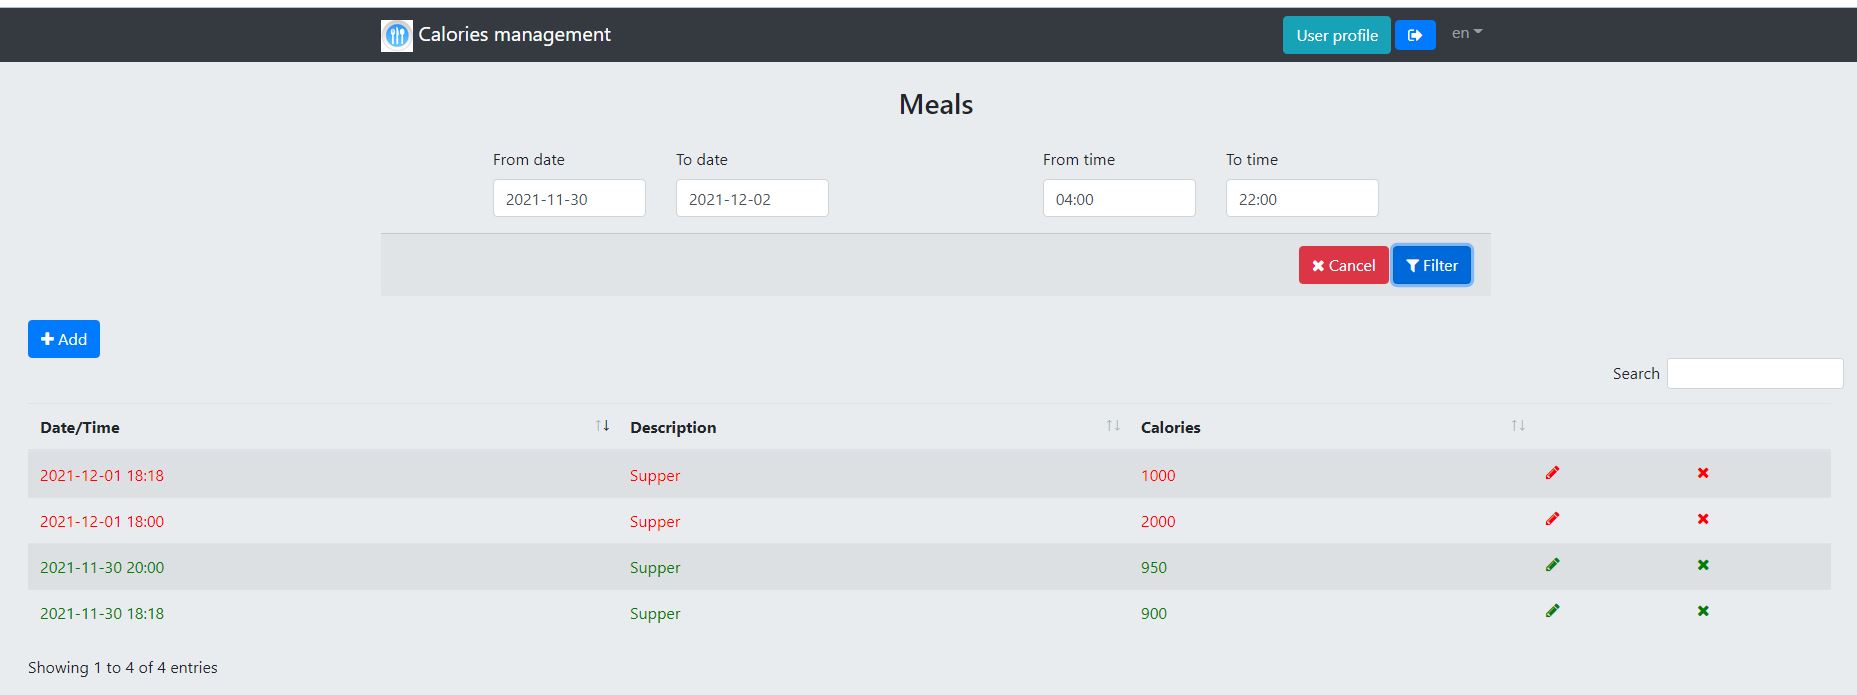 Calories management
User profile
en
Meals
From date To date From time To time
2021-11-30 2021-12-02 04:00 22:00
Cancel Filter
Add
Search
Date/Time Description Calories
2021-12-01 18:18 Supper 1000
2021-12-01 18:00 Supper 2000
2021-11-30 20:00 Supper 950
2021-11-30 18:18 Supper 900
Showing 1 to 4 of 4 entries